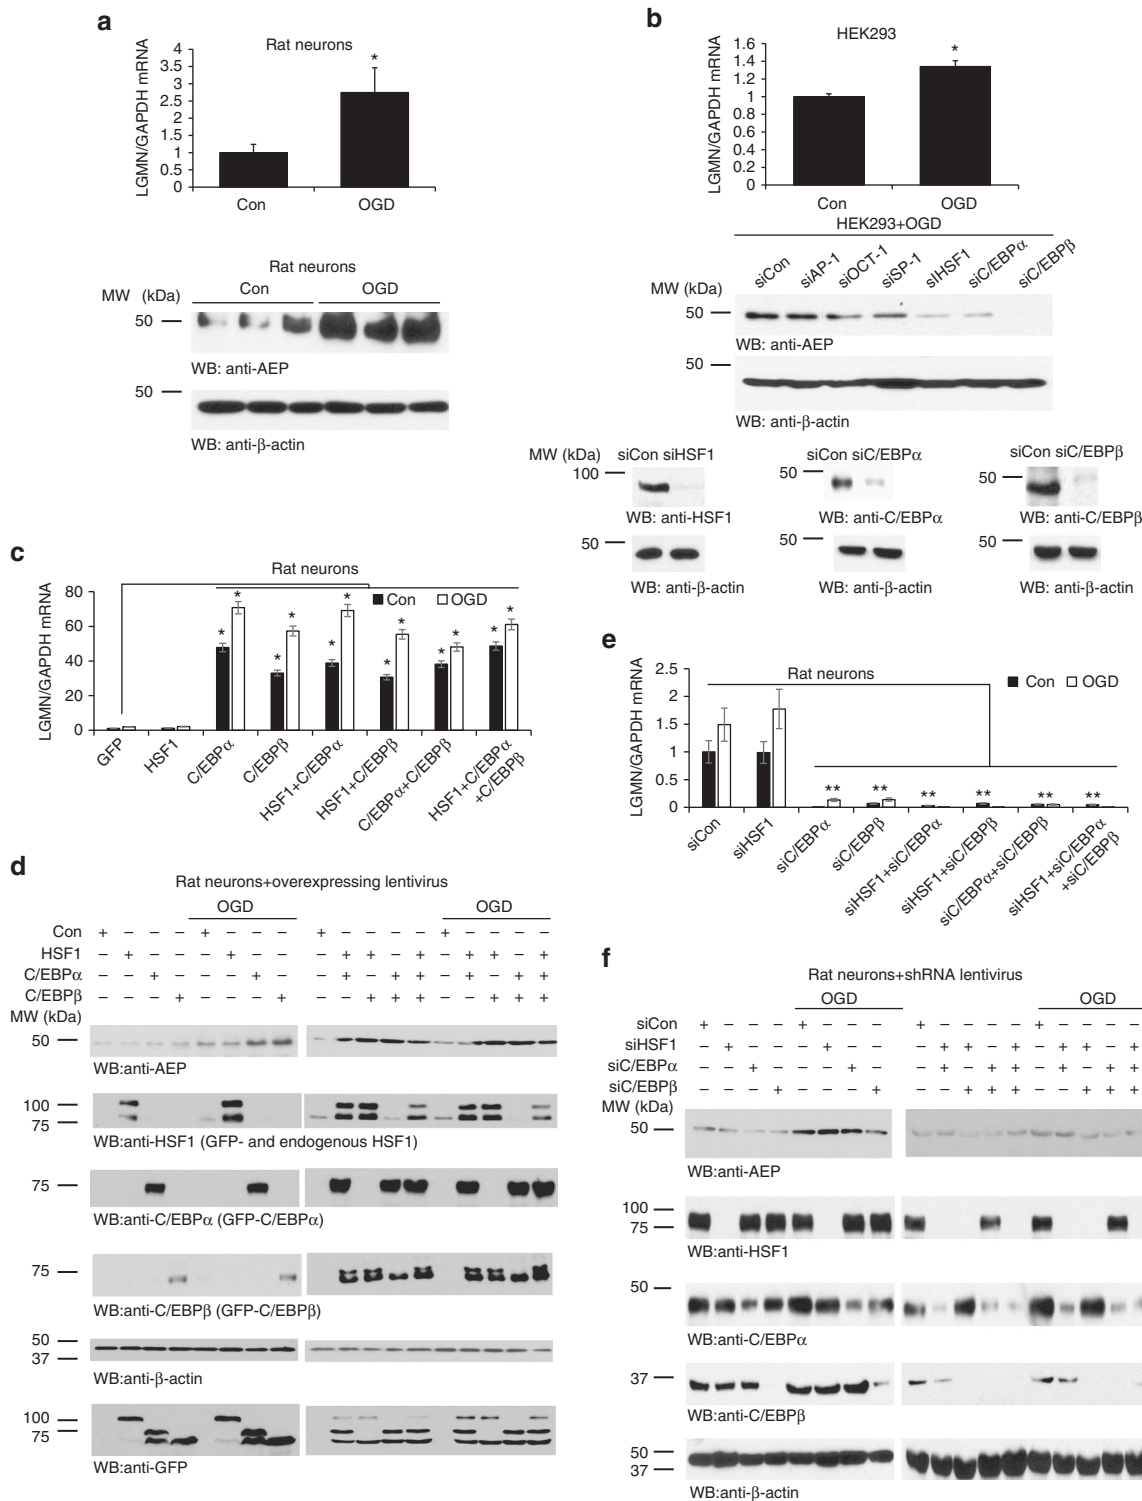 a
Rat neurons
LGMN/GAPDH mRNA
4
3.5
3
2.5
2
1.5
1
0.5
0
*
Con OGD
Rat neurons
Con OGD
MW (kDa)
50
WB: anti-AEP
50
WB: anti-β-actin
b
HEK293
LGMN/GAPDH mRNA
1.6
1.4
1.2
1
0.8
0.6
0.4
0.2
0
*
Con OGD
HEK293+OGD
siCon siAP-1 siOCT-1 siSP-1 siHSF1 siC/EBPα siC/EBPβ
MW (kDa)
50
WB: anti-AEP
50
WB: anti-β-actin
MW (kDa)
siCon siHSF1
100
WB: anti-HSF1
50
WB: anti-β-actin
siCon siC/EBPα
50
WB: anti-C/EBPα
50
WB: anti-β-actin
siCon siC/EBPβ
50
WB: anti-C/EBPβ
50
WB: anti-β-actin
c
Rat neurons
Con OGD
LGMN/GAPDH mRNA
80
60
40
20
0
* * * * * * * * * * * *
GFP HSF1 C/EBPα C/EBPβ HSF1+C/EBPα HSF1+C/EBPβ C/EBPα+C/EBPβ HSF1+C/EBPα +C/EBPβ
e
Rat neurons
Con OGD
LGMN/GAPDH mRNA
2.5
2
1.5
1
0.5
0
** ** ** ** ** **
siCon siHSF1 siC/EBPα siC/EBPβ siHSF1+siC/EBPα siHSF1+siC/EBPβ siC/EBPα+siC/EBPβ siHSF1+siC/EBPα +siC/EBPβ
d
Rat neurons+overexpressing lentivirus
OGD OGD
Con + – – – + – – – + – – – – + – – – –
HSF1 – + – – – + – – – + + – + – + + – +
C/EBPα – – + – – – + – – + – + + – + – + +
C/EBPβ – – – + – – – + – – + + + – – + + +
MW (kDa)
50
WB:anti-AEP
100
75
WB:anti-HSF1 (GFP- and endogenous HSF1)
75
WB:anti-C/EBPα (GFP-C/EBPα)
75
WB:anti-C/EBPβ (GFP-C/EBPβ)
50
37
WB:anti-β-actin
100
75
WB:anti-GFP
f
Rat neurons+shRNA lentivirus
OGD OGD
siCon + – – – + – – – + – – – – + – – – –
siHSF1 – + – – – + – – – + + – + – + + – +
siC/EBPα – – + – – – + – – + – + + – + – + +
siC/EBPβ – – – + – – – + – – + + + – – + + +
MW (kDa)
50
WB:anti-AEP
100
75
WB:anti-HSF1
50
WB:anti-C/EBPα
37
WB:anti-C/EBPβ
50
37
WB:anti-β-actin